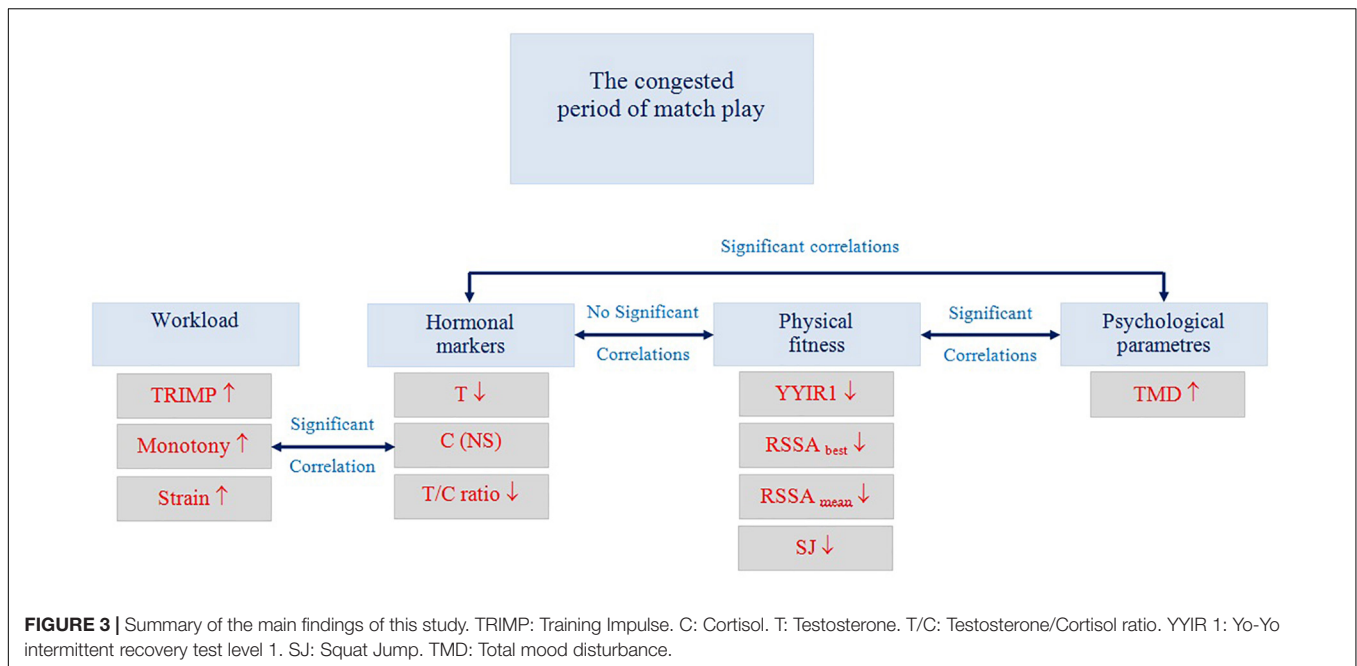 The congested
period of match play
Significant correlations
Workload
TRIMP ↑
Monotony ↑
Strain ↑
Significant
Correlation
Hormonal
markers
T ↓
C (NS)
T/C ratio ↓
No Significant
Correlations
Physical
fitness
YYIR1 ↓
RSSA best ↓
RSSA mean ↓
SJ ↓
Significant
Correlations
Psychological
parametres
TMD ↑
FIGURE 3 | Summary of the main findings of this study. TRIMP: Training Impulse. C: Cortisol. T: Testosterone. T/C: Testosterone/Cortisol ratio. YYIR 1: Yo-Yo
intermittent recovery test level 1. SJ: Squat Jump. TMD: Total mood disturbance.